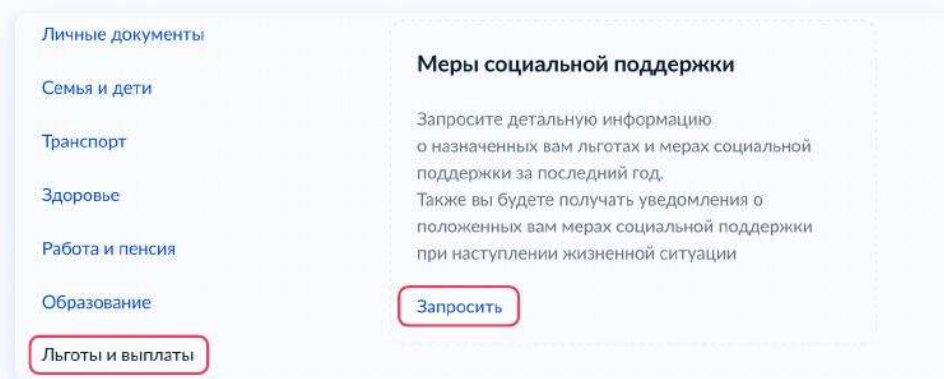 Личные документы
Семья и дети
Транспорт
Здоровье
Работа и пенсия
Образование
Льготы и выплаты
Меры социальной поддержки
Запросите детальную информацию
о назначенных вам льготах и мерах социальной
поддержки за последний год.
Также вы будете получать уведомления о
положенных вам мерах социальной поддержки
при наступлении жизненной ситуации
Запросить